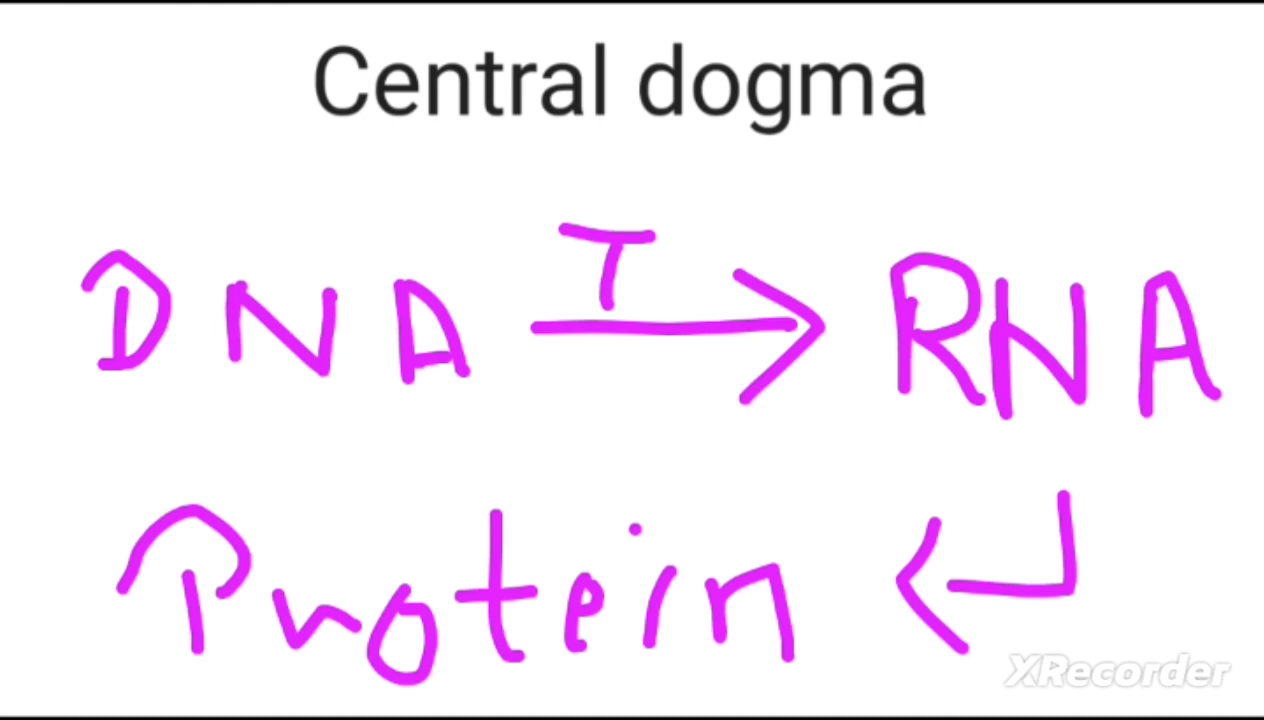 Central dogma
DNA T→ RNA
Protein ←
XRecorder